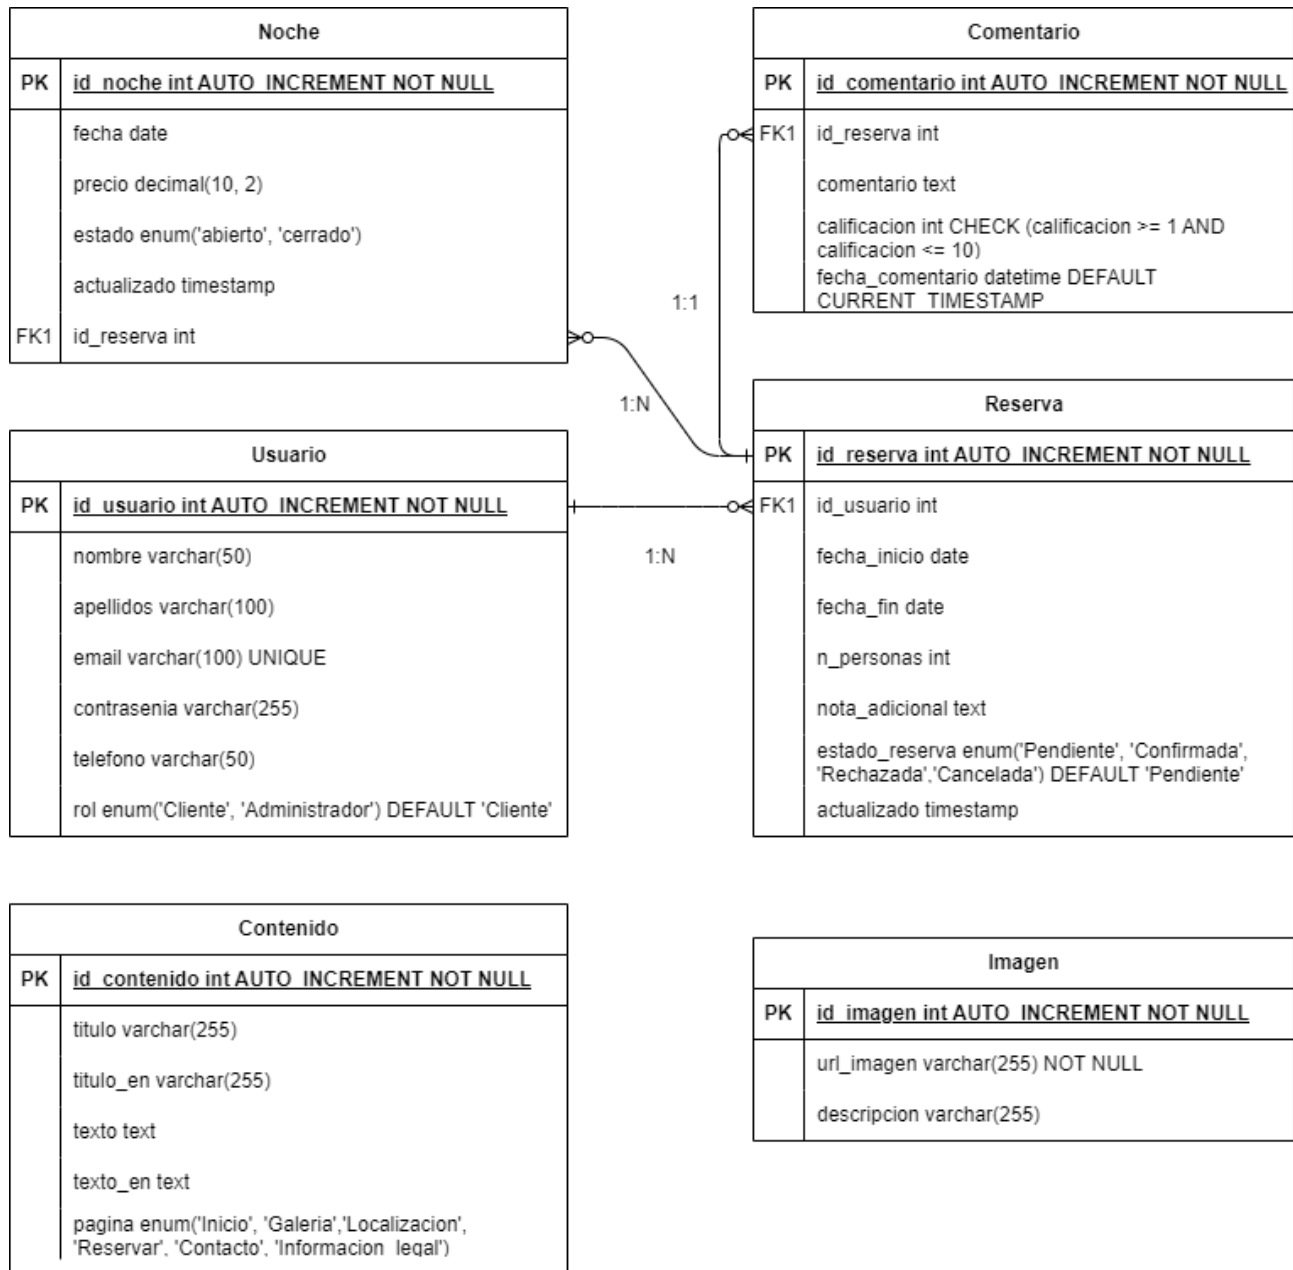 Noche
PK id_noche int AUTO_INCREMENT NOT NULL
fecha date
precio decimal(10, 2)
estado enum('abierto', 'cerrado')
actualizado timestamp
FK1 id_reserva int
Comentario
PK id_comentario int AUTO_INCREMENT NOT NULL
FK1 id_reserva int
comentario text
calificacion int CHECK (calificacion >= 1 AND
calificacion <= 10)
fecha_comentario datetime DEFAULT
CURRENT_TIMESTAMP
1:1
1:N
Usuario
PK id_usuario int AUTO_INCREMENT NOT NULL
nombre varchar(50)
apellidos varchar(100)
email varchar(100) UNIQUE
contrasenia varchar(255)
telefono varchar(50)
rol enum('Cliente', 'Administrador') DEFAULT 'Cliente'
1:N
Reserva
PK id_reserva int AUTO_INCREMENT NOT NULL
FK1 id_usuario int
fecha_inicio date
fecha_fin date
n_personas int
nota_adicional text
estado_reserva enum('Pendiente', 'Confirmada',
'Rechazada','Cancelada') DEFAULT 'Pendiente'
actualizado timestamp
Contenido
PK id_contenido int AUTO_INCREMENT NOT NULL
titulo varchar(255)
titulo_en varchar(255)
texto text
texto_en text
pagina enum('Inicio', 'Galeria','Localizacion',
'Reservar', 'Contacto', 'Informacion_legal')
Imagen
PK id_imagen int AUTO_INCREMENT NOT NULL
url_imagen varchar(255) NOT NULL
descripcion varchar(255)